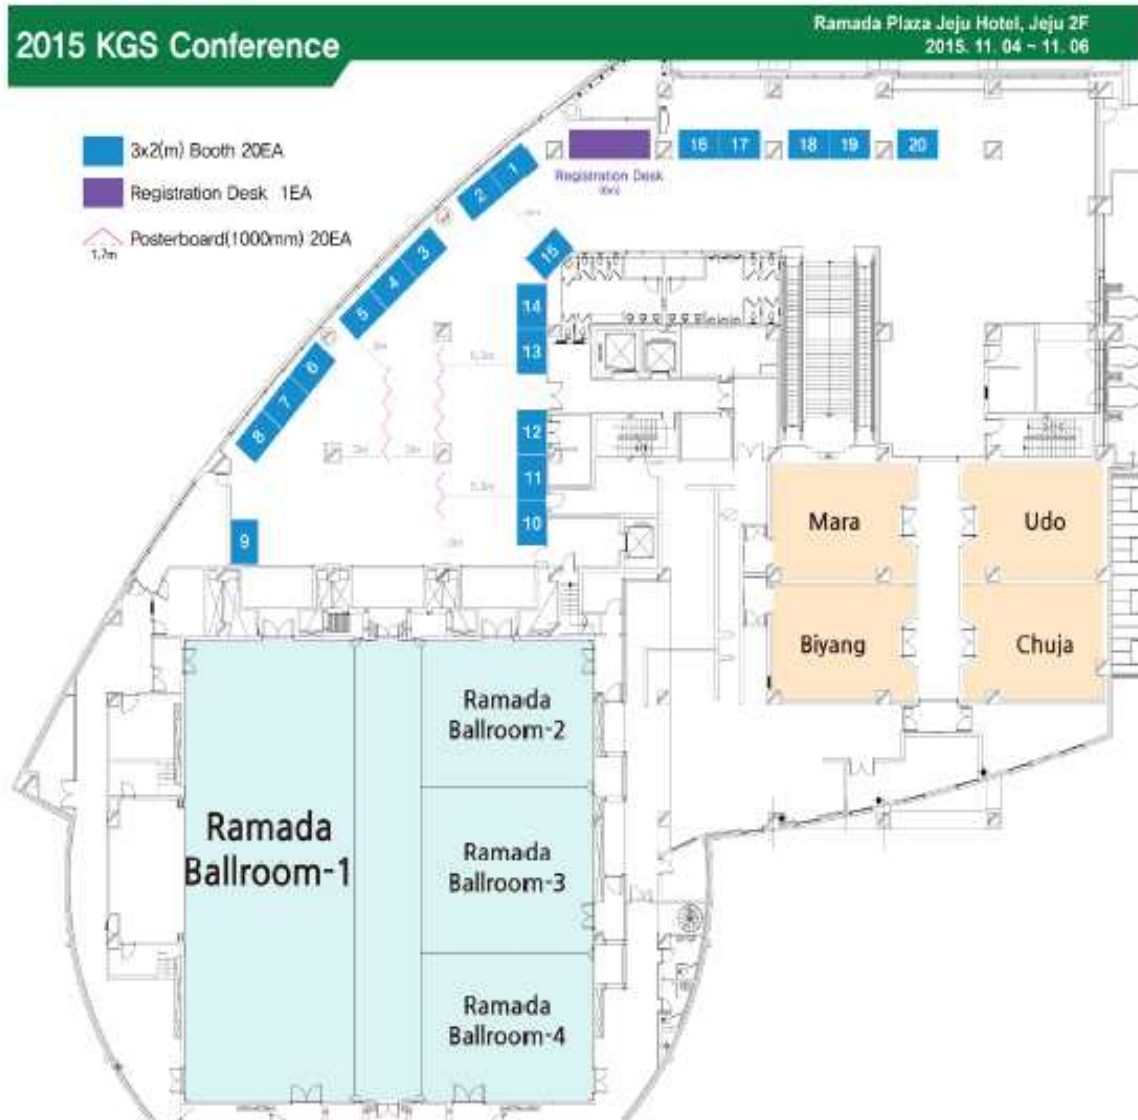 2015 KGS Conference
Ramada Plaza Jeju Hotel, Jeju 2F
2015. 11. 04 ~ 11. 06
3x2(m) Booth 20EA
Registration Desk 1EA
Posterboard(1000mm) 20EA
1.7m
Registration Desk
16
17
18
19
20
1
2
3
4
5
6
7
8
9
15
14
13
12
11
10
Mara
Udo
Biyang
Chuja
Ramada
Ballroom-1
Ramada
Ballroom-2
Ramada
Ballroom-3
Ramada
Ballroom-4